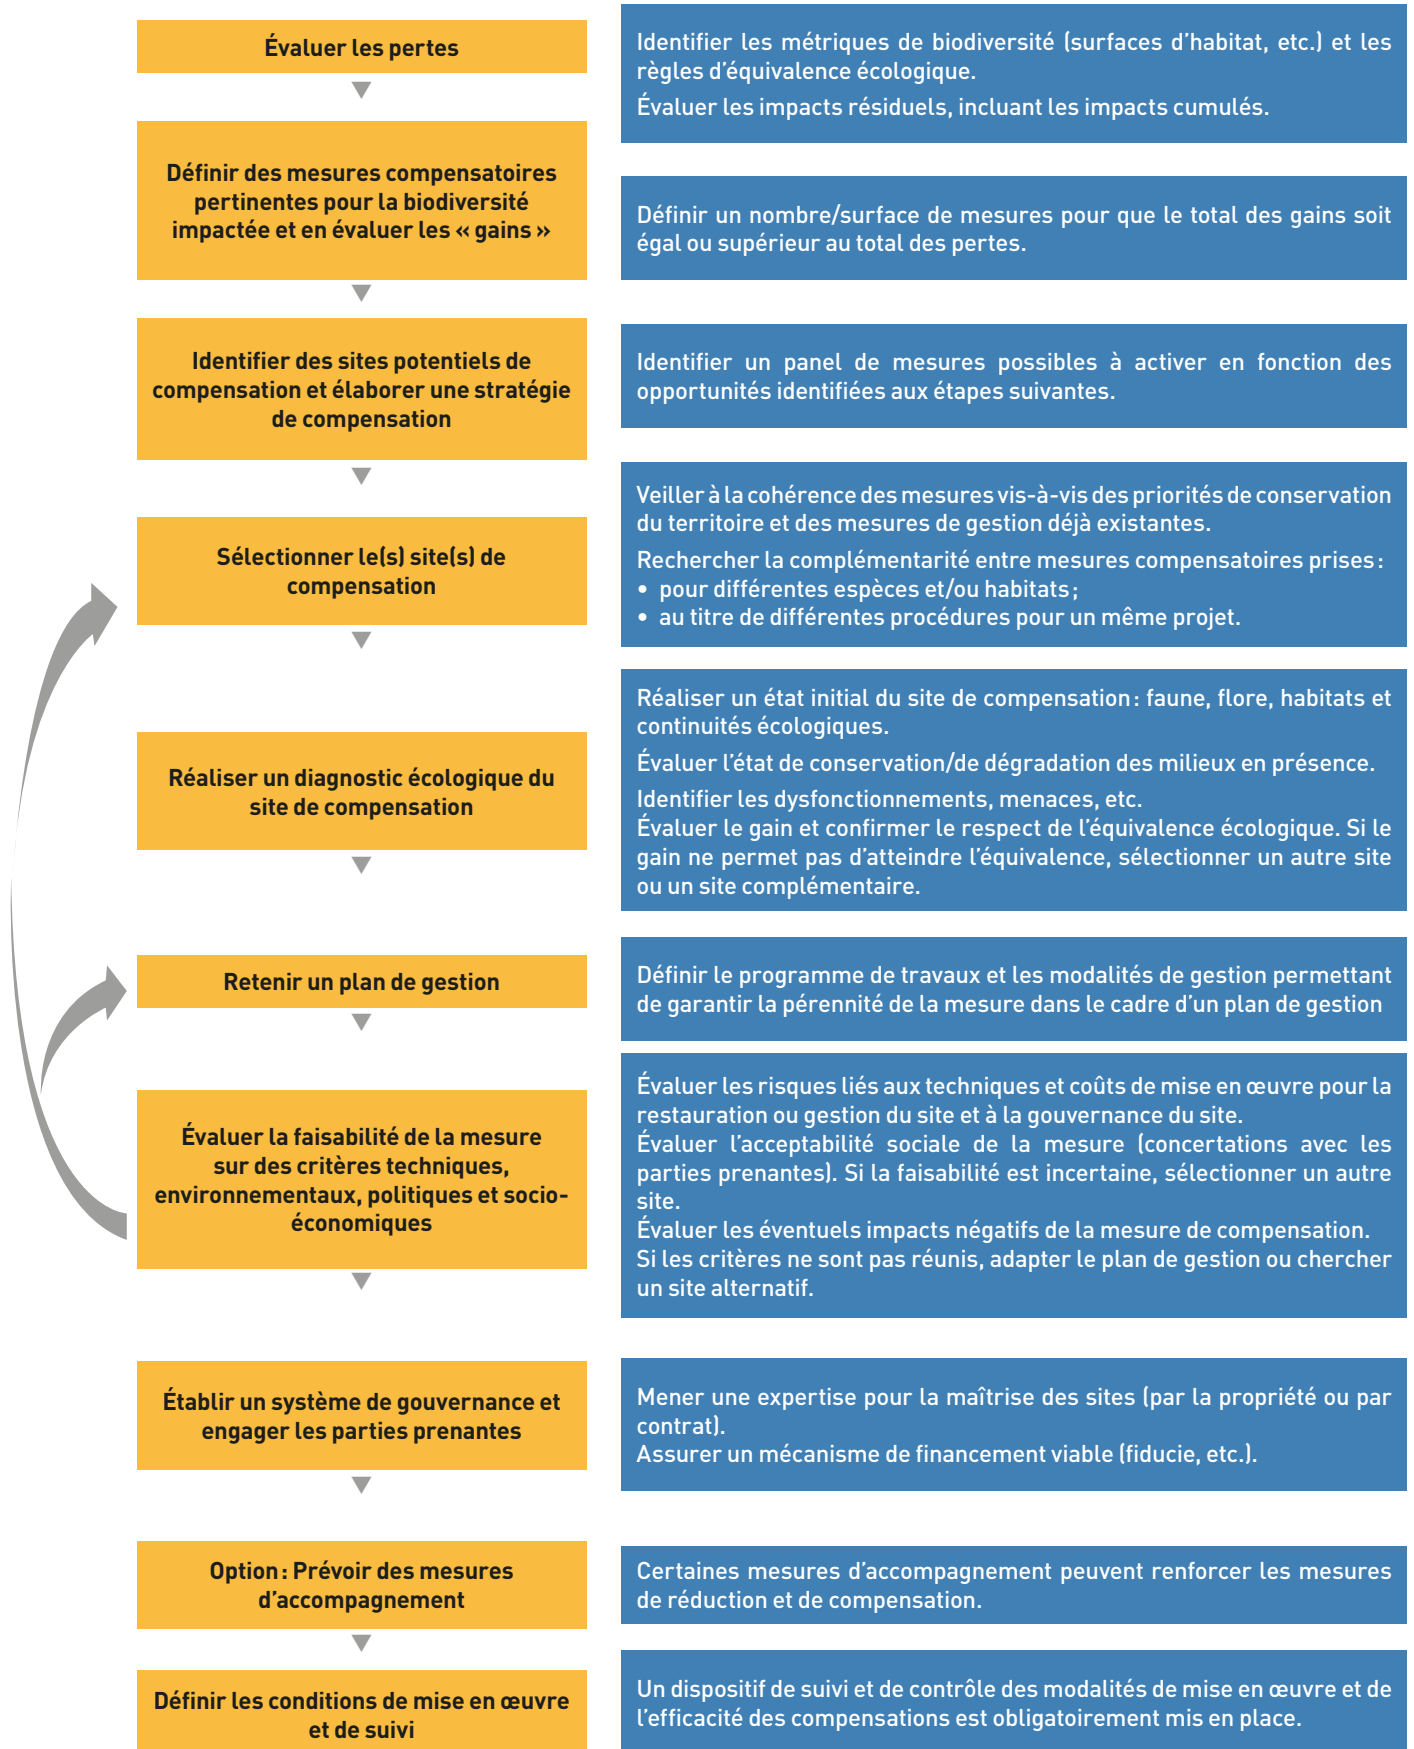 Évaluer les pertes
Identifier les métriques de biodiversité (surfaces d’habitat, etc.) et les
règles d’équivalence écologique.
Évaluer les impacts résiduels, incluant les impacts cumulés.
Définir des mesures compensatoires
pertinentes pour la biodiversité
impactée et en évaluer les « gains »
Définir un nombre/surface de mesures pour que le total des gains soit
égal ou supérieur au total des pertes.
Identifier des sites potentiels de
compensation et élaborer une stratégie
de compensation
Identifier un panel de mesures possibles à activer en fonction des
opportunités identifiées aux étapes suivantes.
Sélectionner le(s) site(s) de
compensation
Veiller à la cohérence des mesures vis-à-vis des priorités de conservation
du territoire et des mesures de gestion déjà existantes.
Rechercher la complémentarité entre mesures compensatoires prises :
• pour différentes espèces et/ou habitats ;
• au titre de différentes procédures pour un même projet.
Réaliser un diagnostic écologique du
site de compensation
Réaliser un état initial du site de compensation : faune, flore, habitats et
continuités écologiques.
Évaluer l’état de conservation/de dégradation des milieux en présence.
Identifier les dysfonctionnements, menaces, etc.
Évaluer le gain et confirmer le respect de l’équivalence écologique. Si le
gain ne permet pas d’atteindre l’équivalence, sélectionner un autre site
ou un site complémentaire.
Retenir un plan de gestion
Définir le programme de travaux et les modalités de gestion permettant
de garantir la pérennité de la mesure dans le cadre d’un plan de gestion
Évaluer la faisabilité de la mesure
sur des critères techniques,
environnementaux, politiques et socio-
économiques
Évaluer les risques liés aux techniques et coûts de mise en œuvre pour la
restauration ou gestion du site et à la gouvernance du site.
Évaluer l’acceptabilité sociale de la mesure (concertations avec les
parties prenantes). Si la faisabilité est incertaine, sélectionner un autre
site.
Évaluer les éventuels impacts négatifs de la mesure de compensation.
Si les critères ne sont pas réunis, adapter le plan de gestion ou chercher
un site alternatif.
Établir un système de gouvernance et
engager les parties prenantes
Mener une expertise pour la maîtrise des sites (par la propriété ou par
contrat).
Assurer un mécanisme de financement viable (fiducie, etc.).
Option : Prévoir des mesures
d’accompagnement
Certaines mesures d’accompagnement peuvent renforcer les mesures
de réduction et de compensation.
Définir les conditions de mise en œuvre
et de suivi
Un dispositif de suivi et de contrôle des modalités de mise en œuvre et de
l’efficacité des compensations est obligatoirement mis en place.